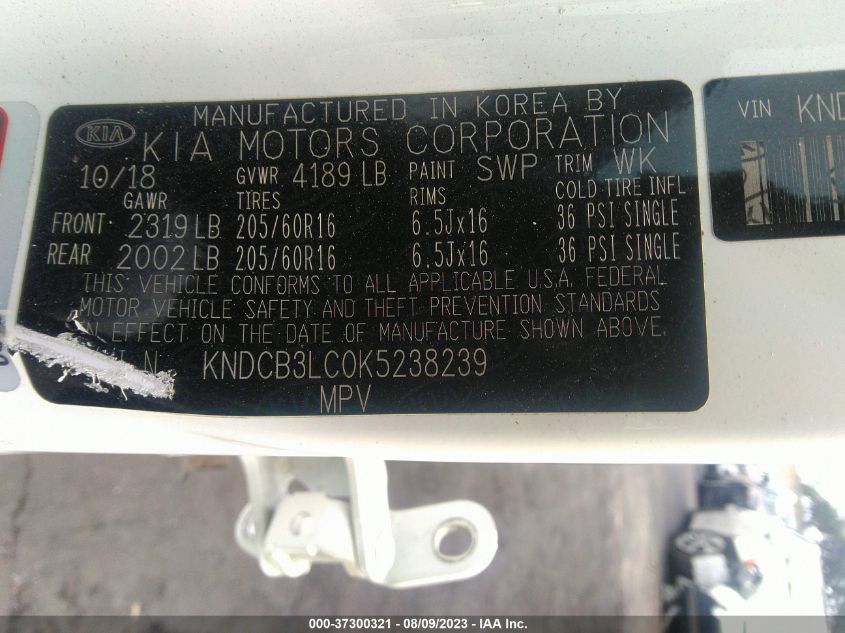 MANUFACTURED IN KOREA BY
KIA KIA MOTORS CORPORATION
10/18 GVWR 4189 LB PAINT SWP TRIM WK
GAWR TIRES RIMS COLD TIRE INFL
FRONT 2319 LB 205/60R16 6.5Jx16 36 PSI SINGLE
REAR 2002 LB 205/60R16 6.5Jx16 36 PSI SINGLE
THIS VEHICLE CONFORMS TO ALL APPLICABLE U.S.A. FEDERAL
MOTOR VEHICLE SAFETY AND THEFT PREVENTION STANDARDS
IN EFFECT ON THE DATE OF MANUFACTURE SHOWN ABOVE.
KNDCB3LC0K5238239
MPV
VIN KND
000-37300321 - 08/09/2023 - IAA Inc.